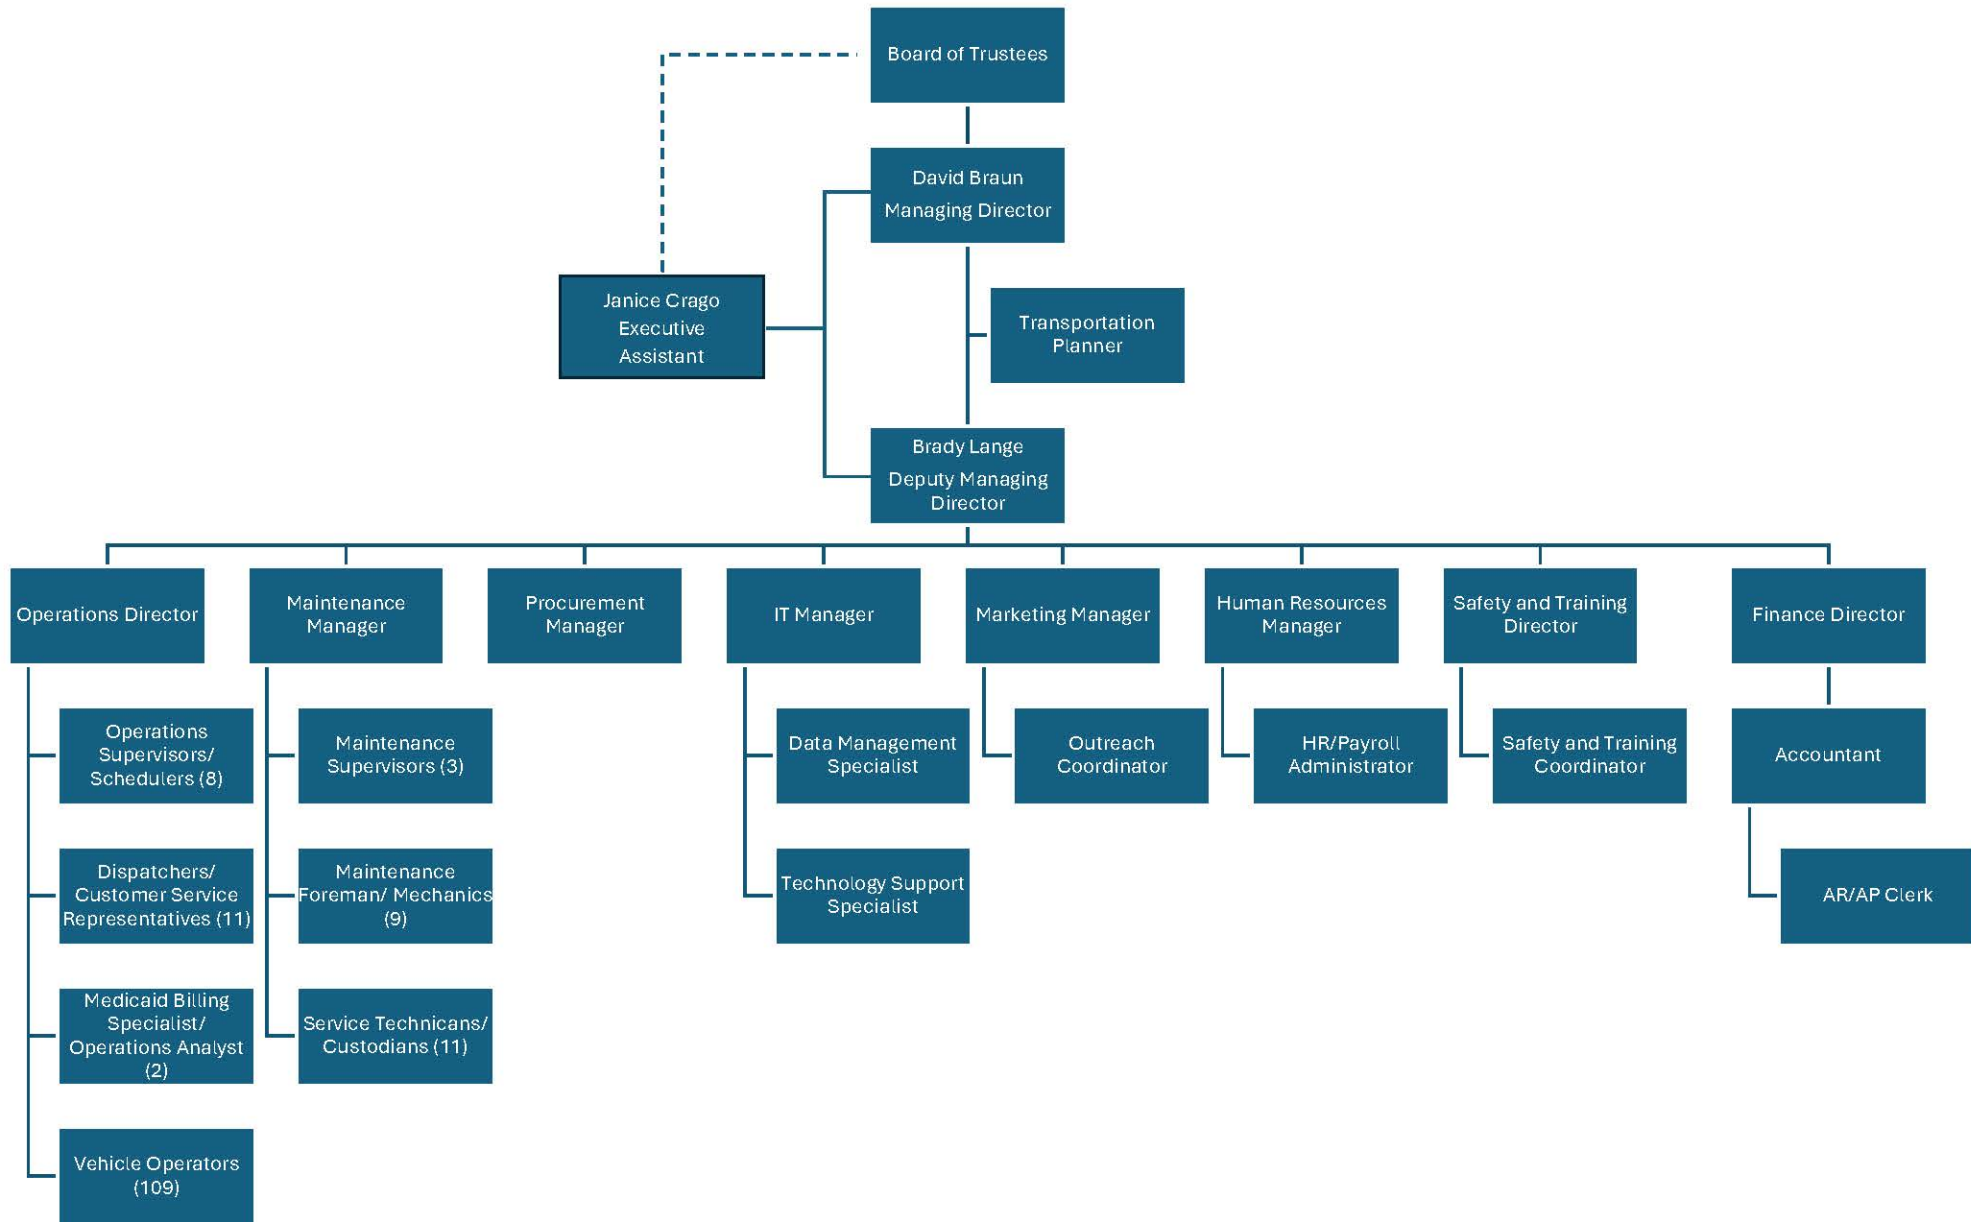 Board of Trustees
David Braun
Managing Director
Janice Crago
Executive
Assistant
Transportation
Planner
Brady Lange
Deputy Managing
Director
Operations Director
Maintenance
Manager
Procurement
Manager
IT Manager
Marketing Manager
Human Resources
Manager
Safety and Training
Director
Finance Director
Operations
Supervisors/
Schedulers (8)
Maintenance
Supervisors (3)
Data Management
Specialist
Outreach
Coordinator
HR/Payroll
Administrator
Safety and Training
Coordinator
Accountant
Dispatchers/
Customer Service
Representatives (11)
Maintenance
Foreman/ Mechanics
(9)
Technology Support
Specialist
AR/AP Clerk
Medicaid Billing
Specialist/
Operations Analyst
(2)
Service Technicans/
Custodians (11)
Vehicle Operators
(109)